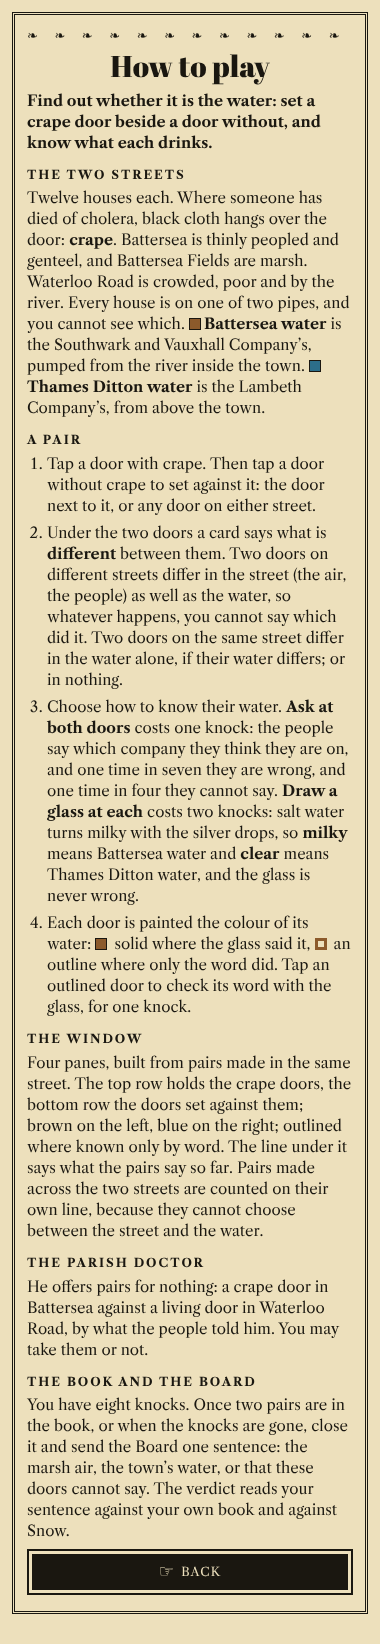 How to play
Find out whether it is the water: set a
crape door beside a door without, and
know what each drinks.
THE TWO STREETS
Twelve houses each. Where someone has
died of cholera, black cloth hangs over the
door: crape. Battersea is thinly peopled and
genteel, and Battersea Fields are marsh.
Waterloo Road is crowded, poor and by the
river. Every house is on one of two pipes, and
you cannot see which. Battersea water is
the Southwark and Vauxhall Company’s,
pumped from the river inside the town.
Thames Ditton water is the Lambeth
Company’s, from above the town.
A PAIR
1. Tap a door with crape. Then tap a door
without crape to set against it: the door
next to it, or any door on either street.
2. Under the two doors a card says what is
different between them. Two doors on
different streets differ in the street (the air,
the people) as well as the water, so
whatever happens, you cannot say which
did it. Two doors on the same street differ
in the water alone, if their water differs; or
in nothing.
3. Choose how to know their water. Ask at
both doors costs one knock: the people
say which company they think they are on,
and one time in seven they are wrong, and
one time in four they cannot say. Draw a
glass at each costs two knocks: salt water
turns milky with the silver drops, so milky
means Battersea water and clear means
Thames Ditton water, and the glass is
never wrong.
4. Each door is painted the colour of its
water: solid where the glass said it, an
outline where only the word did. Tap an
outlined door to check its word with the
glass, for one knock.
THE WINDOW
Four panes, built from pairs made in the same
street. The top row holds the crape doors, the
bottom row the doors set against them;
brown on the left, blue on the right; outlined
where known only by word. The line under it
says what the pairs say so far. Pairs made
across the two streets are counted on their
own line, because they cannot choose
between the street and the water.
THE PARISH DOCTOR
He offers pairs for nothing: a crape door in
Battersea against a living door in Waterloo
Road, by what the people told him. You may
take them or not.
THE BOOK AND THE BOARD
You have eight knocks. Once two pairs are in
the book, or when the knocks are gone, close
it and send the Board one sentence: the
marsh air, the town’s water, or that these
doors cannot say. The verdict reads your
sentence against your own book and against
Snow.
☞ BACK